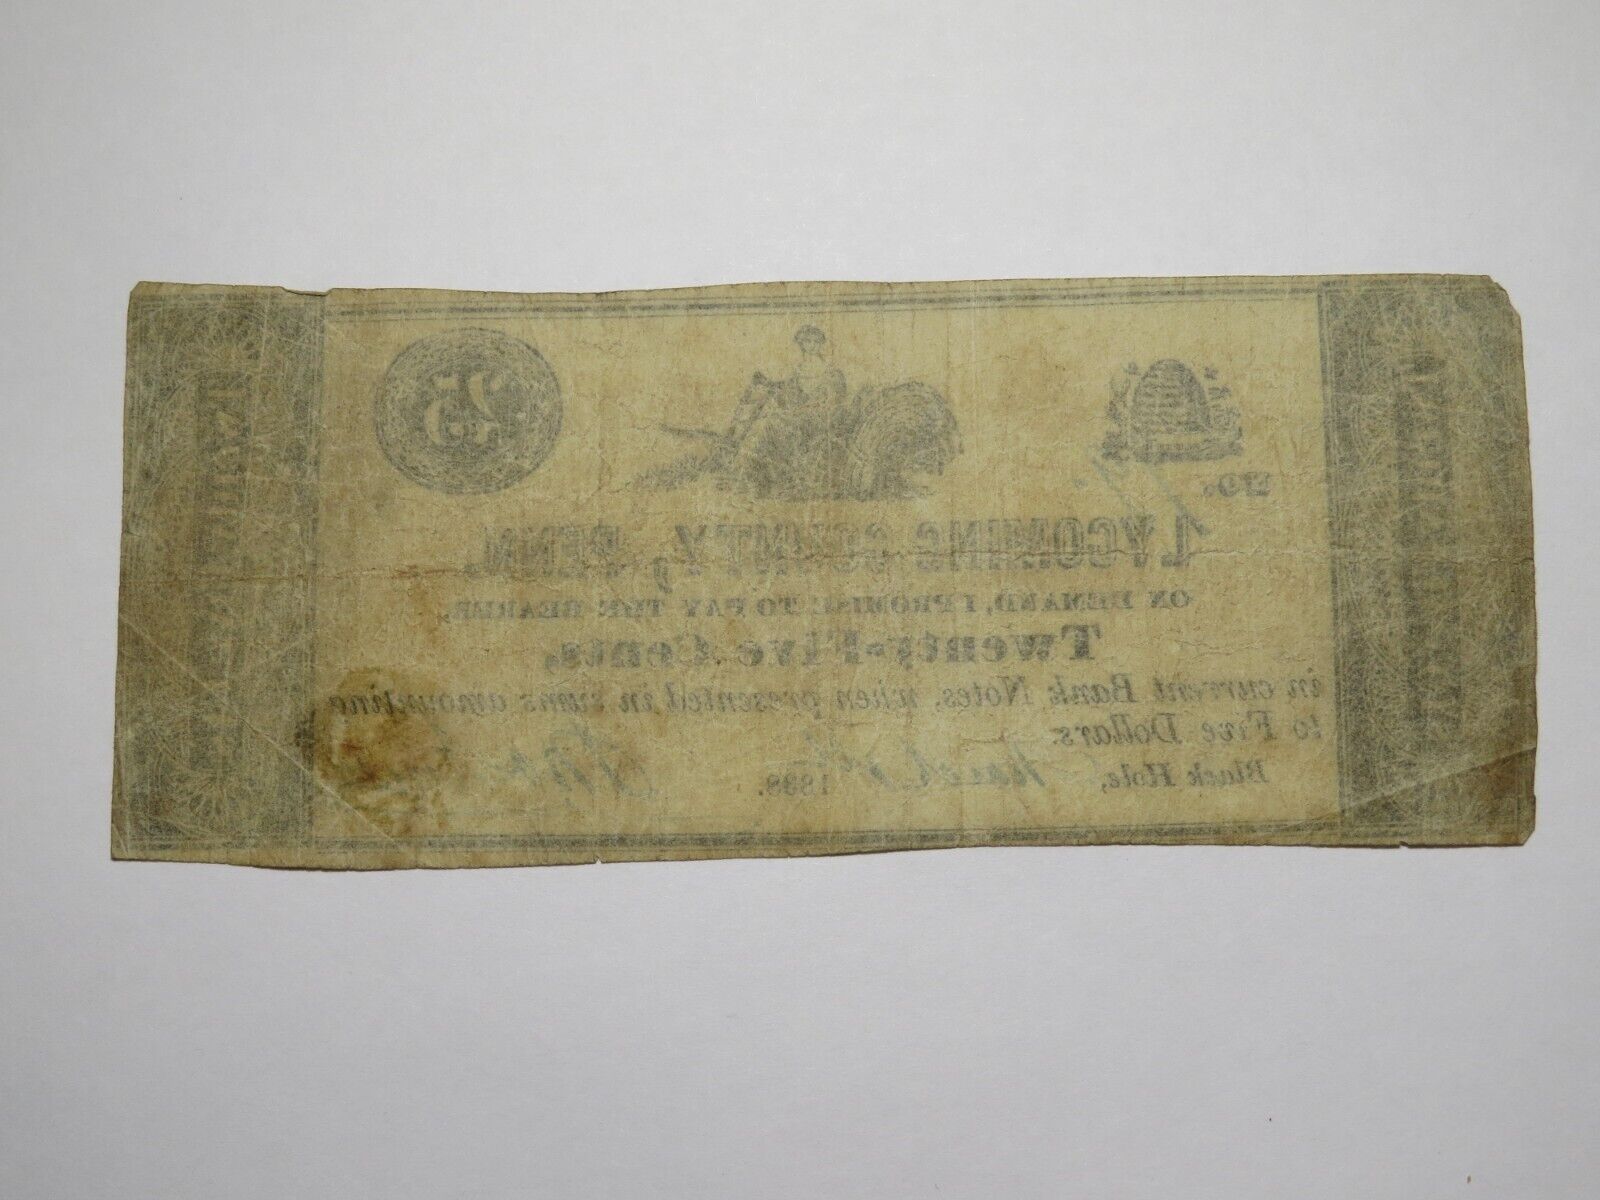 25
No.
LYCOMING COUNTY, PENN.
ON DEMAND, I PROMISE TO PAY THE BEARER,
Twenty-Five Cents,
in current Bank Notes, when presented in sums amounting
to Five Dollars.
Black Hole, 1838.